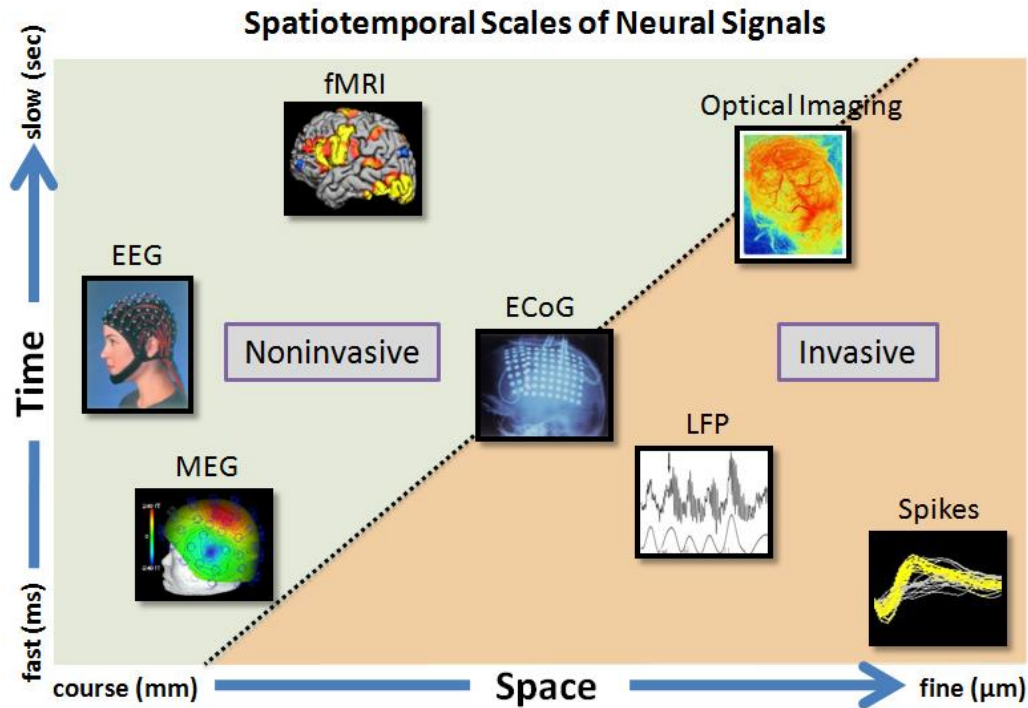 Spatiotemporal Scales of Neural Signals
slow (sec)
fMRI
Optical Imaging
EEG
ECoG
Noninvasive
Invasive
Time
LFP
MEG
Spikes
fast (ms)
course (mm)
Space
fine (µm)